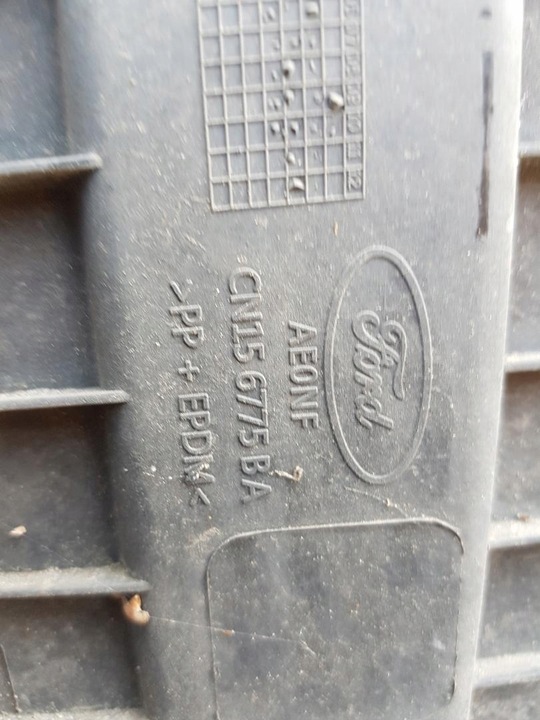 Ford
AE0NF
CN15 6775 BA
>PP + EPDM<